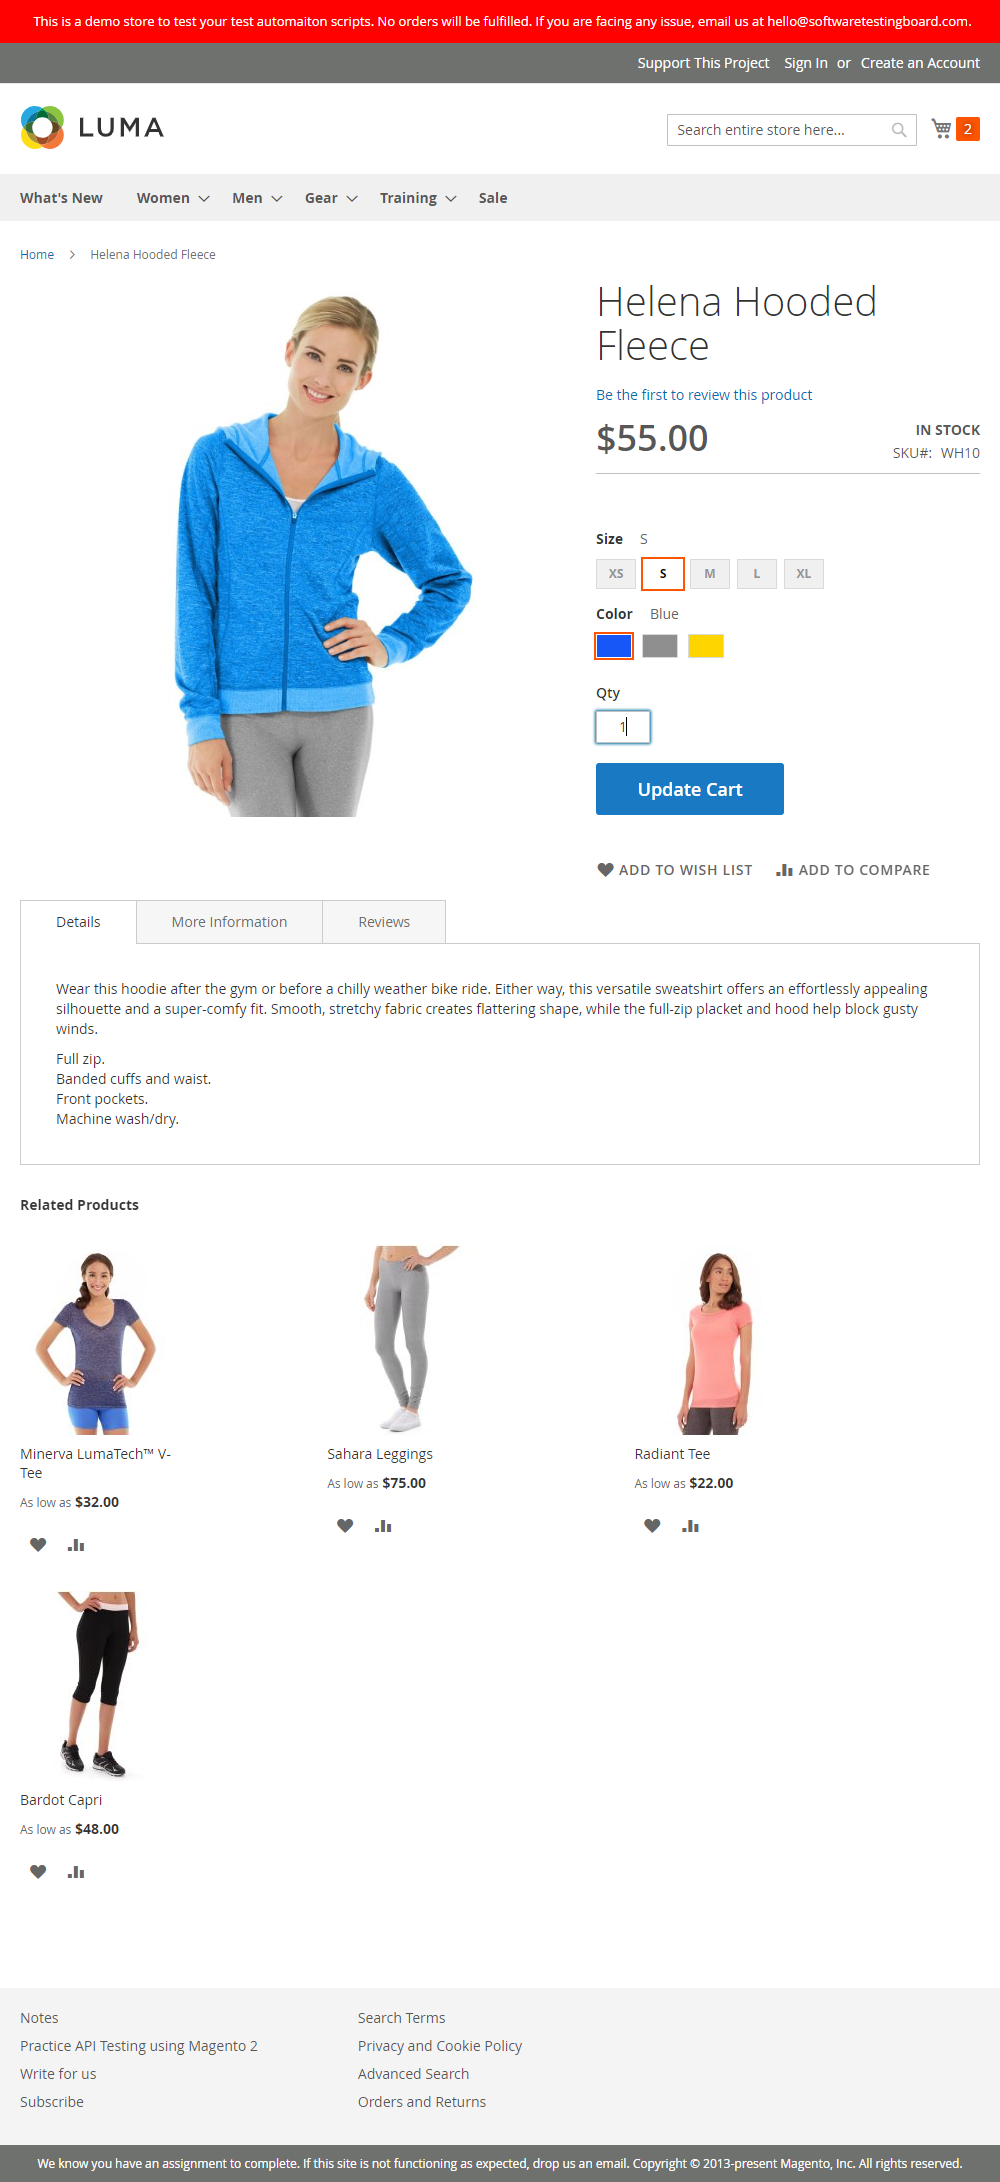 This is a demo store to test your test automaiton scripts. No orders will be fulfilled. If you are facing any issue, email us at hello@softwaretestingboard.com.
Support This Project Sign In or Create an Account
LUMA
Search entire store here...
2
What's New Women Men Gear Training Sale
Home > Helena Hooded Fleece
Helena Hooded
Fleece
Be the first to review this product
$55.00
IN STOCK
SKU#: WH10
Size S
XS S M L XL
Color Blue
Qty
1
Update Cart
ADD TO WISH LIST ADD TO COMPARE
Details More Information Reviews
Wear this hoodie after the gym or before a chilly weather bike ride. Either way, this versatile sweatshirt offers an effortlessly appealing
silhouette and a super-comfy fit. Smooth, stretchy fabric creates flattering shape, while the full-zip placket and hood help block gusty
winds.
Full zip.
Banded cuffs and waist.
Front pockets.
Machine wash/dry.
Related Products
Minerva LumaTech™ V-
Tee
As low as $32.00
Sahara Leggings
As low as $75.00
Radiant Tee
As low as $22.00
Bardot Capri
As low as $48.00
Notes
Practice API Testing using Magento 2
Write for us
Subscribe
Search Terms
Privacy and Cookie Policy
Advanced Search
Orders and Returns
We know you have an assignment to complete. If this site is not functioning as expected, drop us an email. Copyright © 2013-present Magento, Inc. All rights reserved.